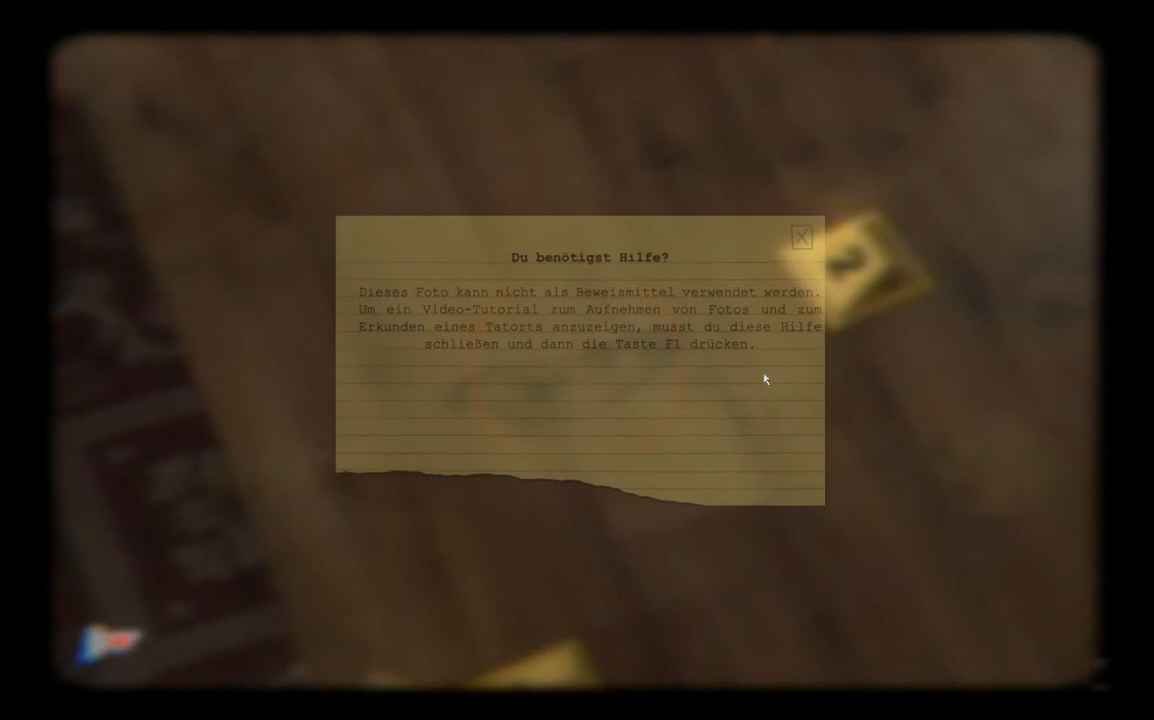 Du benötigst Hilfe?
Dieses Foto kann nicht als Beweismittel verwendet werden.
Um ein Video-Tutorial zum Aufnehmen von Fotos und zum
Erkunden eines Tatorts anzuzeigen, musst du diese Hilfe
schließen und dann die Taste F1 drücken.
2